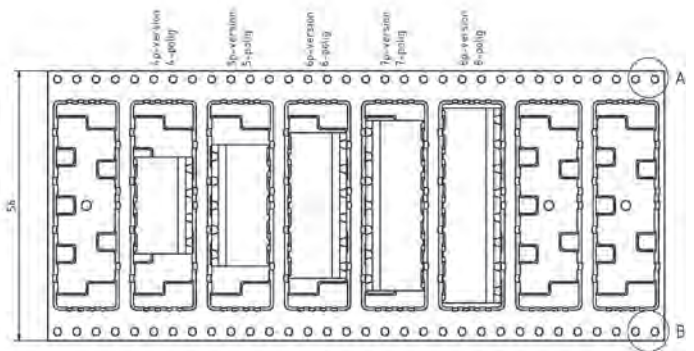 4p-version
4-polig
5p-version
5-polig
6p-version
6-polig
7p-version
7-polig
8p-version
8-polig
A
56
B